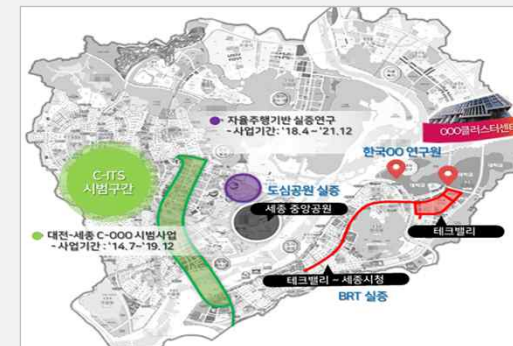 자율주행기반 실증연구
- 사업기간: '18.4~'21.12
OOO클러스터센터
한국OO 연구원
C-ITS
시범구간
도심공원 실증
세종 중앙공원
테크밸리
대전-세종 C-OOO 시범사업
- 사업기간 : '14.7~'19.12
테크밸리 - 세종시청
BRT 실증